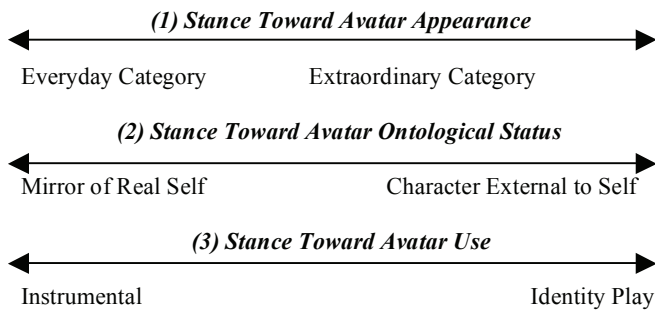 (1) Stance Toward Avatar Appearance
Everyday Category Extraordinary Category
(2) Stance Toward Avatar Ontological Status
Mirror of Real Self Character External to Self
(3) Stance Toward Avatar Use
Instrumental Identity Play